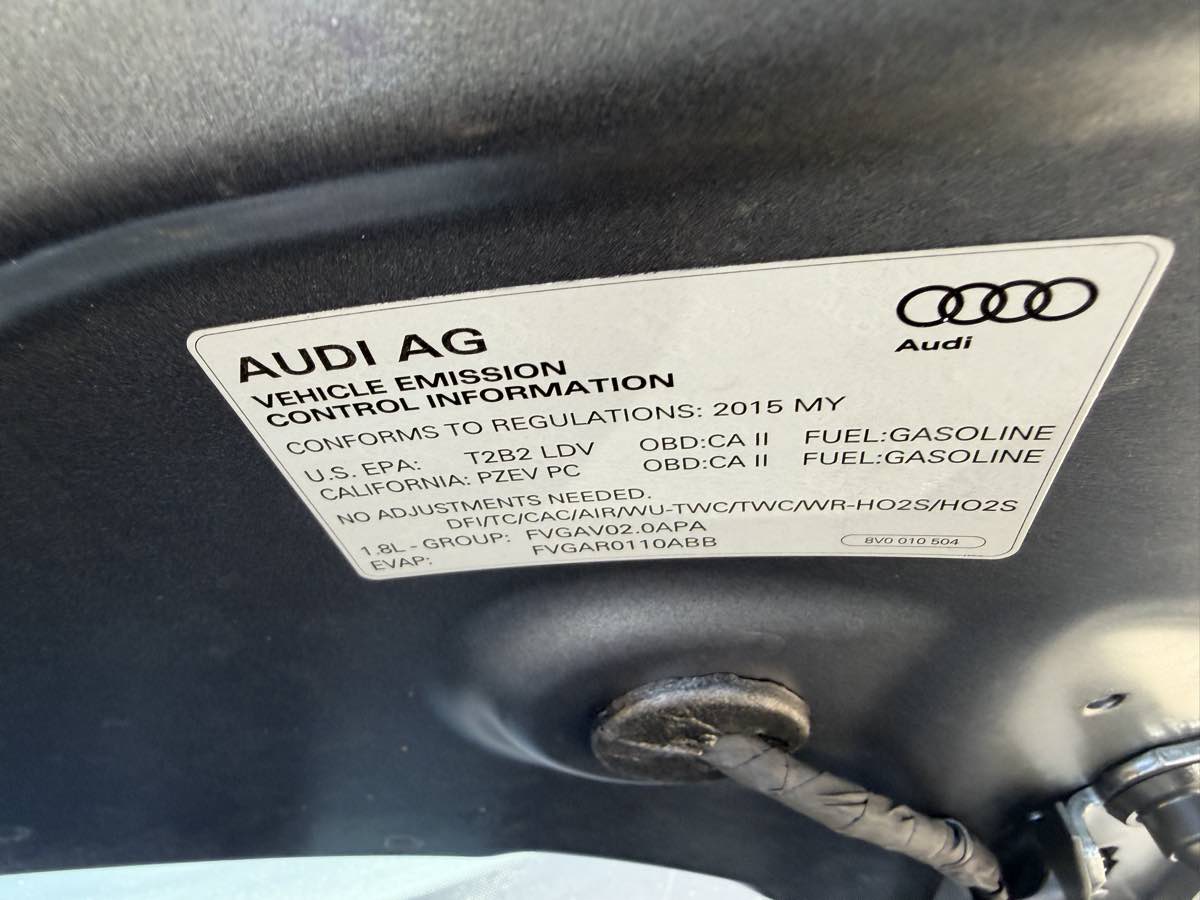 Audi
AUDI AG
VEHICLE EMISSION
CONTROL INFORMATION
CONFORMS TO REGULATIONS: 2015 MY
U.S. EPA: T2B2 LDV OBD:CA II FUEL:GASOLINE
CALIFORNIA: PZEV PC OBD:CA II FUEL:GASOLINE
NO ADJUSTMENTS NEEDED.
DFI/TC/CAC/AIR/WU-TWC/TWC/WR-HO2S/HO2S
1.8L - GROUP: FVGAV02.0APA
EVAP: FVGAR0110ABB
8V0 010 504